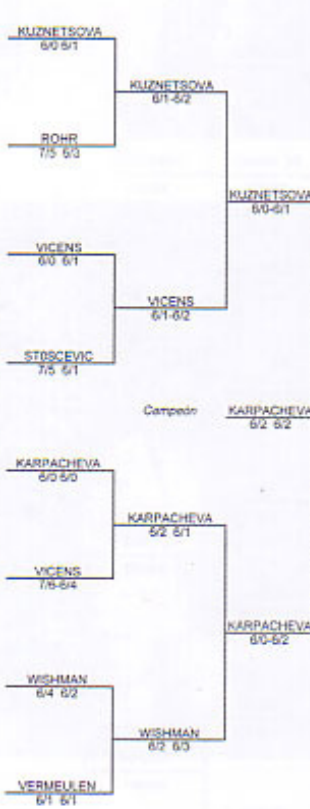 KUZNETSOVA
6/0 6/1
KUZNETSOVA
6/1-6/2
ROHR
7/5 6/3
KUZNETSOVA
6/0-6/1
VICENS
6/0 6/1
VICENS
6/1-6/2
STOSCEVIC
7/5 6/1
Campeón
KARPACHEVA
6/2 6/2
KARPACHEVA
6/0 6/0
KARPACHEVA
6/2 6/1
VICENS
7/6-6/4
KARPACHEVA
6/0-6/2
WISHMAN
6/4 6/2
WISHMAN
6/2 6/3
VERMEULEN
6/1 6/1